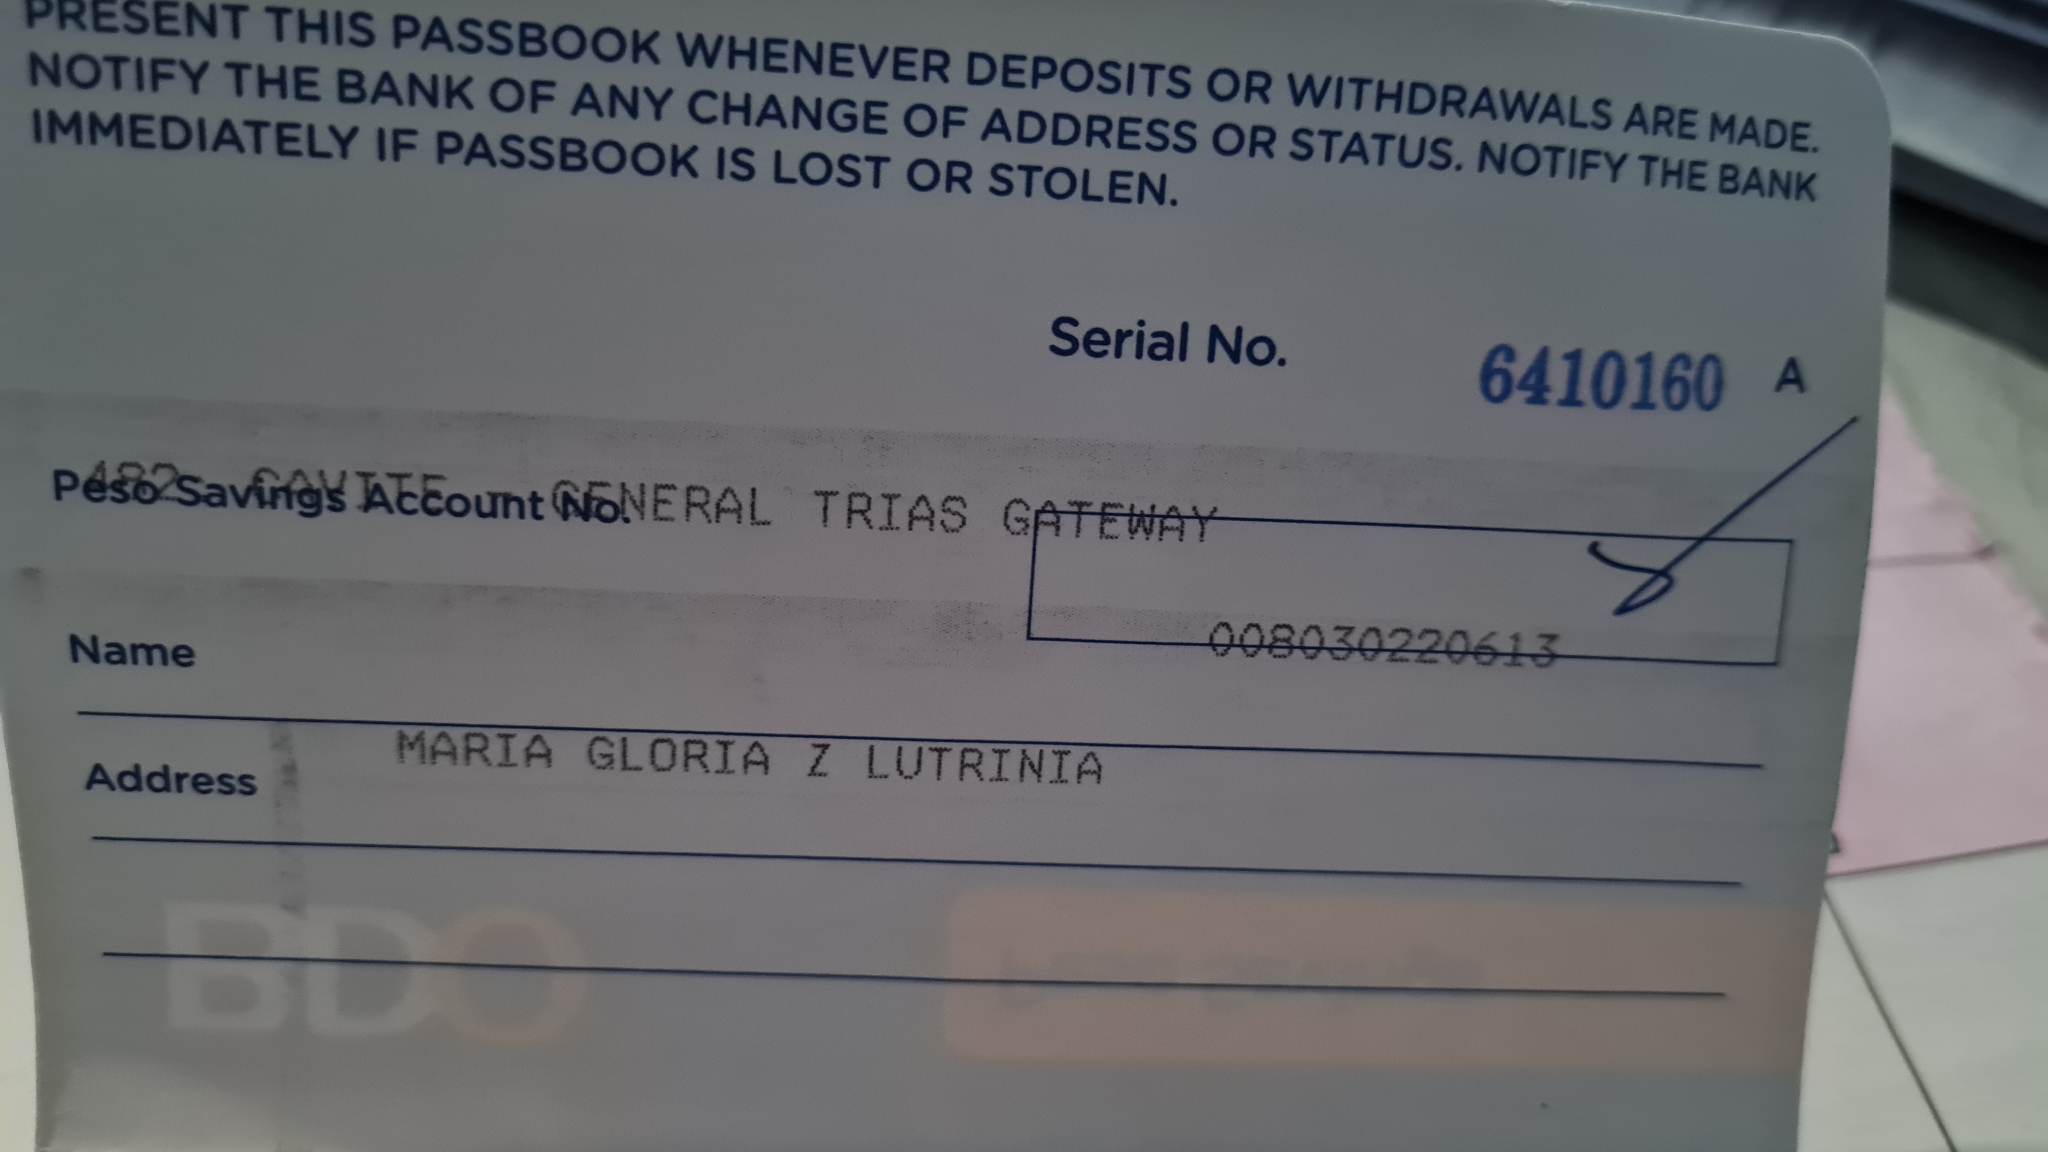 PRESENT THIS PASSBOOK WHENEVER DEPOSITS OR WITHDRAWALS ARE MADE.
NOTIFY THE BANK OF ANY CHANGE OF ADDRESS OR STATUS. NOTIFY THE BANK
IMMEDIATELY IF PASSBOOK IS LOST OR STOLEN.
Serial No. 6410160 A
482 CAVITE - GENERAL TRIAS GATEWAY
Peso Savings Account No.
008030220613
Name
MARIA GLORIA Z LUTRINIA
Address
BDO